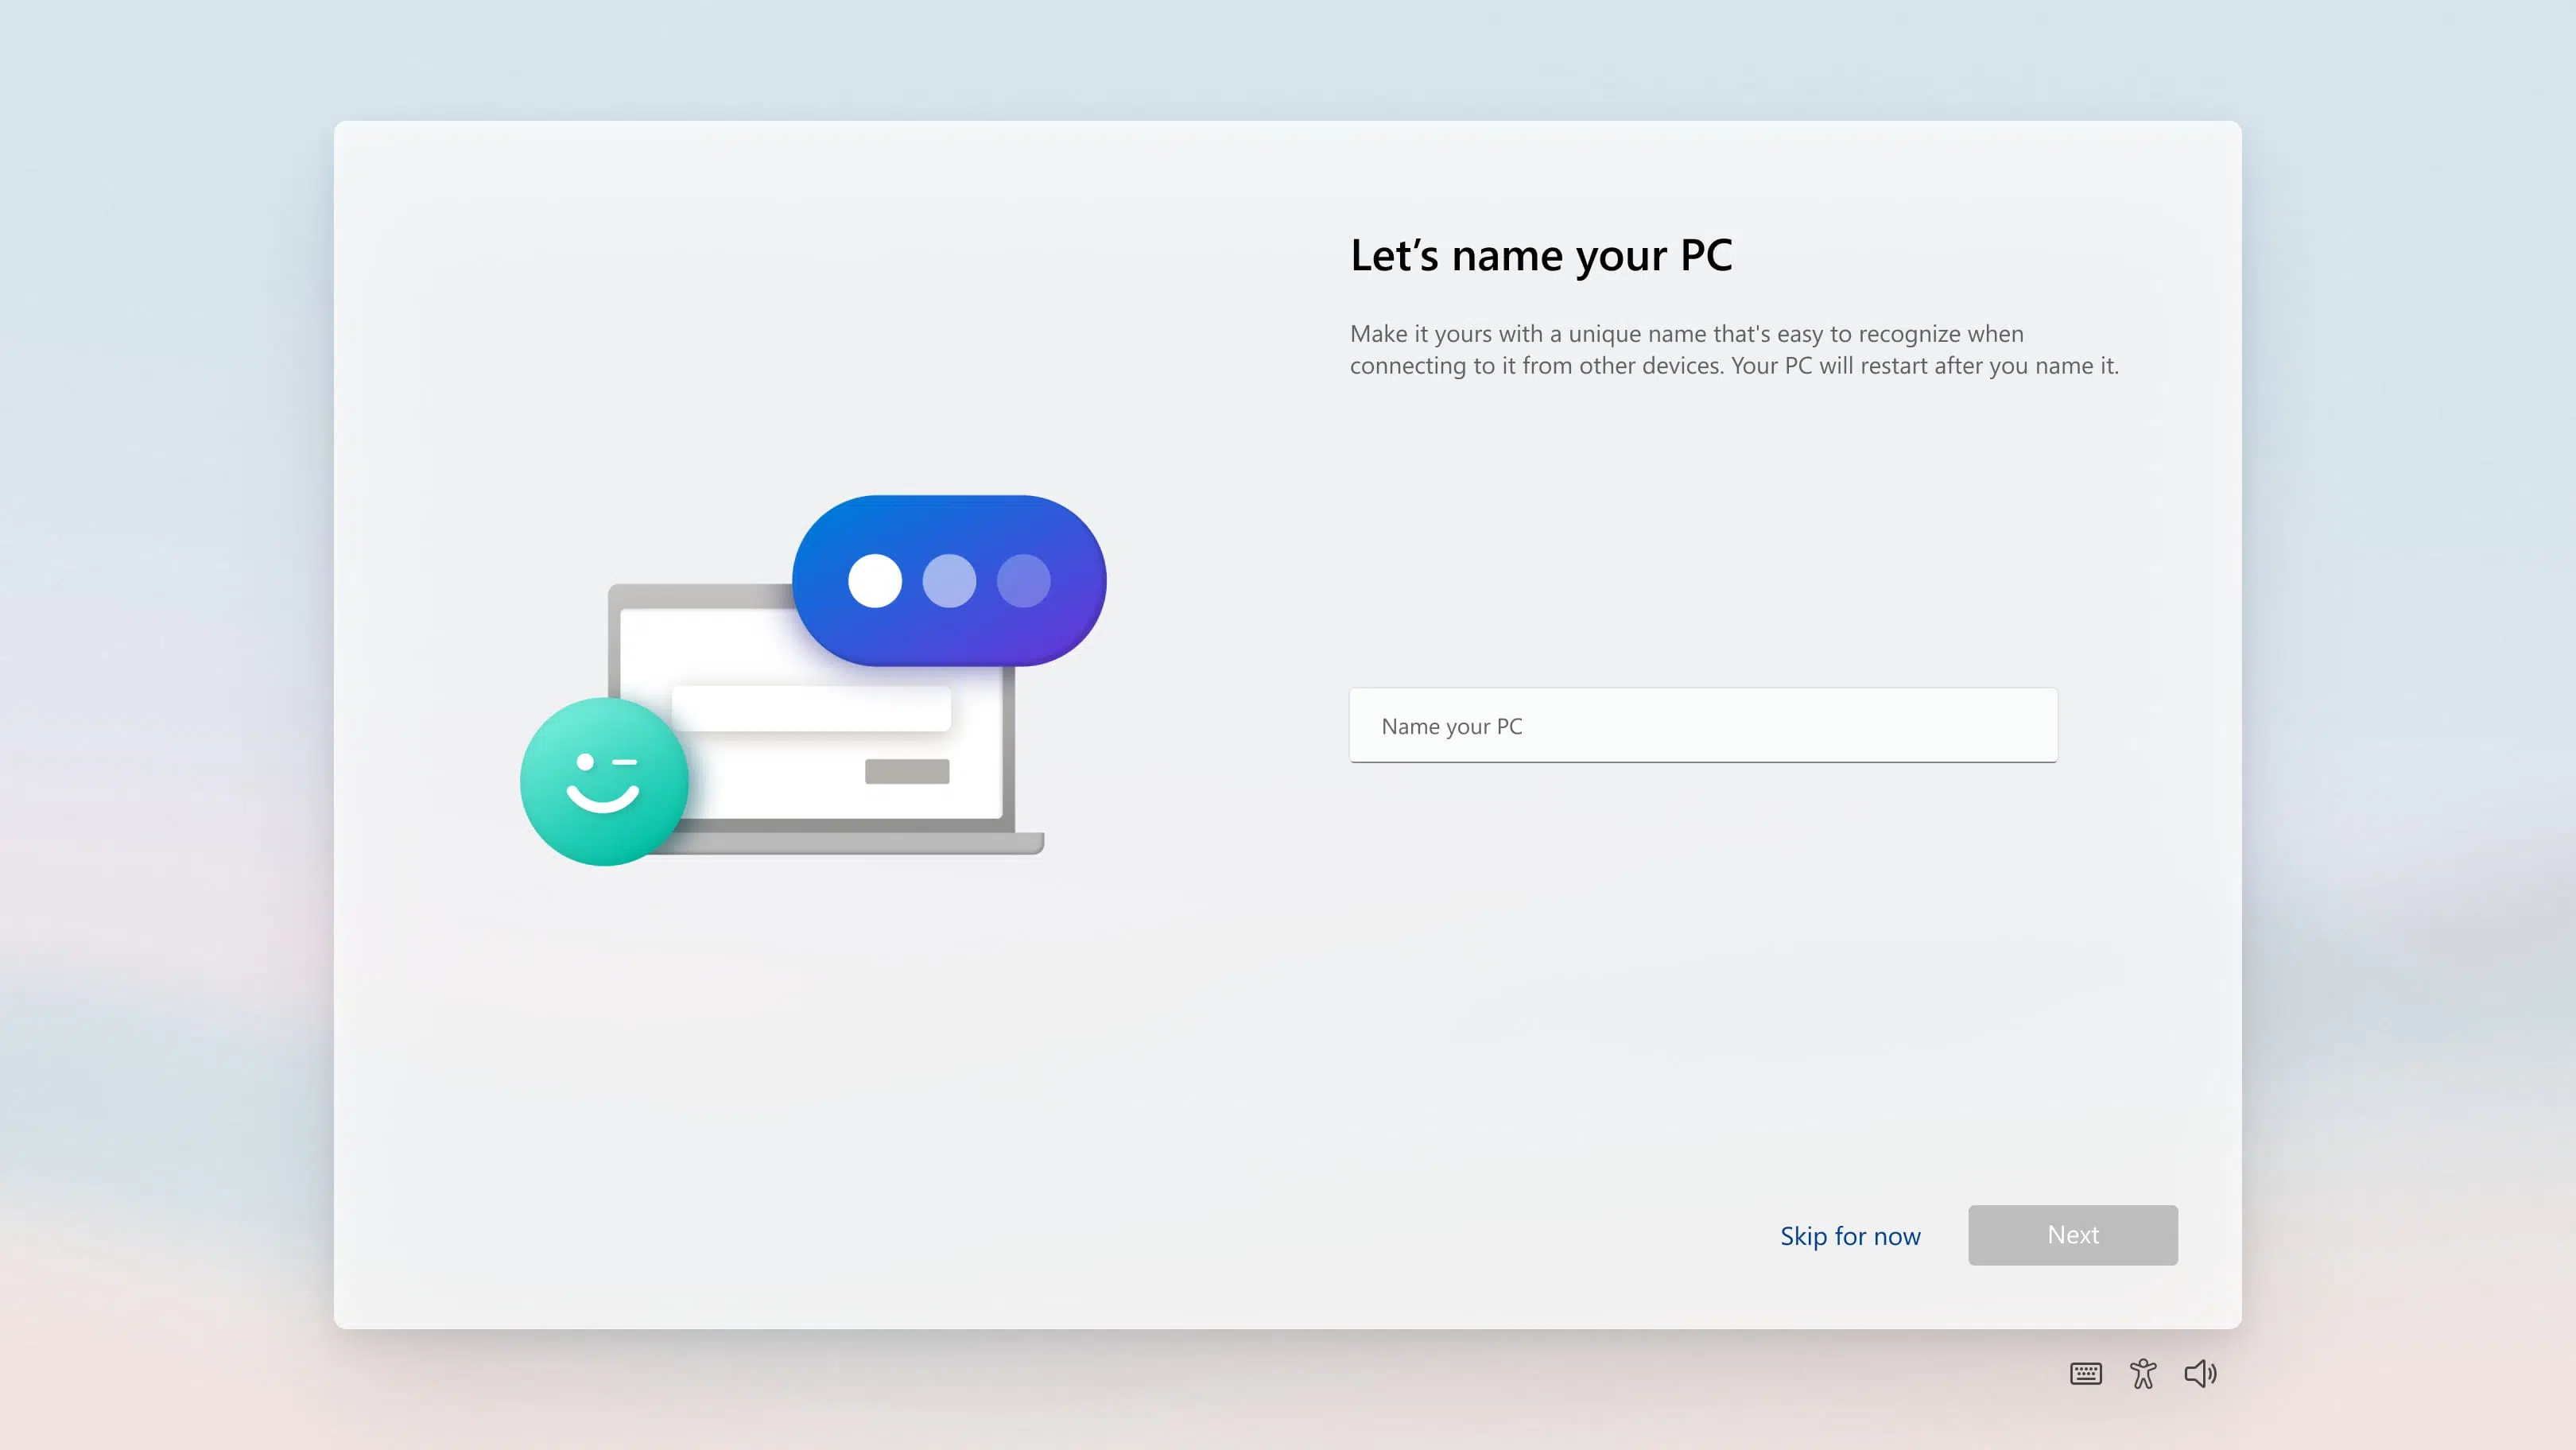 Let’s name your PC
Make it yours with a unique name that's easy to recognize when
connecting to it from other devices. Your PC will restart after you name it.
Name your PC
Skip for now
Next